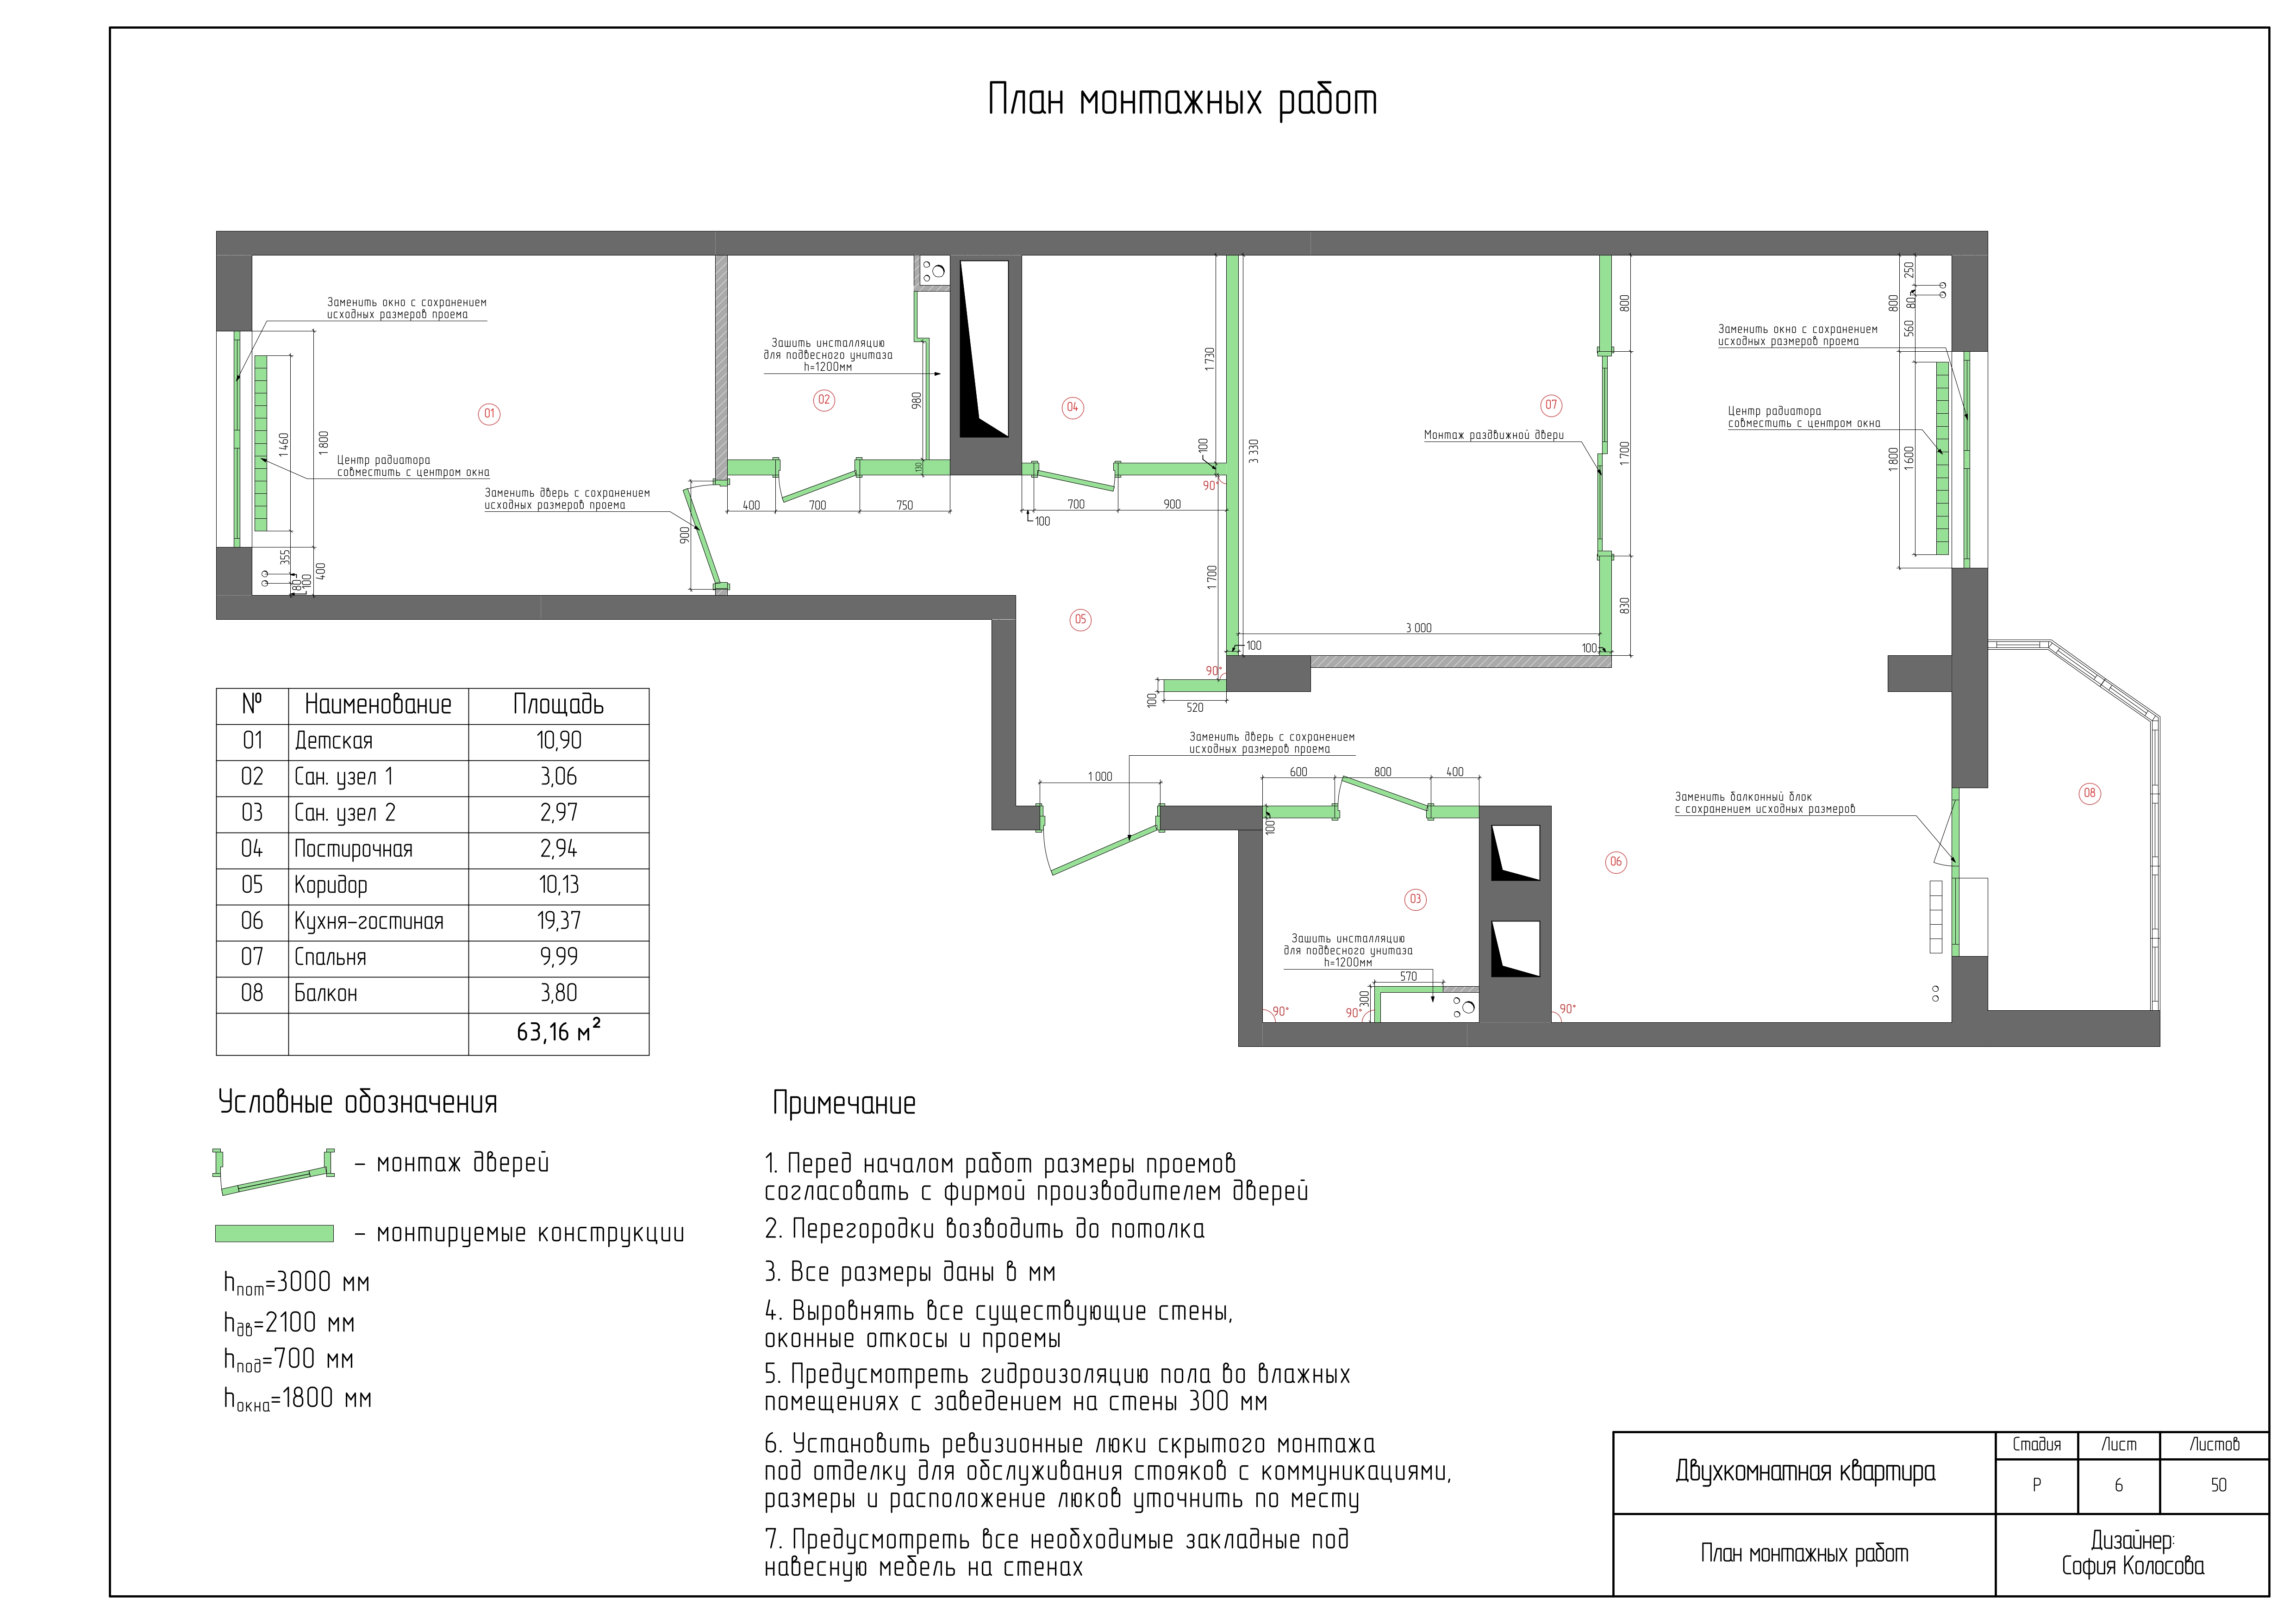 План монтажных работ
Заменить окно с сохранением
исходных размеров проема
01
1 460
1 800
Центр радиатора
совместить с центром окна
355
80
100
400
Заменить дверь с сохранением
исходных размеров проема
900
Зашить инсталляцию
для подвесного унитаза
h=1200мм
02
980
130
400
700
750
04
1 730
100
90°
700
900
100
3 330
1 700
05
90°
100
520
100
3 000
100
07
Монтаж раздвижной двери
800
1 700
830
Заменить окно с сохранением
исходных размеров проема
Центр радиатора
совместить с центром окна
250
80
560
800
1 800
1 600
Заменить дверь с сохранением
исходных размеров проема
1 000
600
800
400
100
03
Зашить инсталляцию
для подвесного унитаза
h=1200мм
570
300
90°
90°
90°
06
Заменить балконный блок
с сохранением исходных размеров
08
№ Наименование Площадь
01 Детская 10,90
02 Сан. узел 1 3,06
03 Сан. узел 2 2,97
04 Постирочная 2,94
05 Коридор 10,13
06 Кухня-гостиная 19,37
07 Спальня 9,99
08 Балкон 3,80
63,16 м²
Условные обозначения
– монтаж дверей
– монтируемые конструкции
hпот=3000 мм
hдв=2100 мм
hпод=700 мм
hокна=1800 мм
Примечание
1. Перед началом работ размеры проемов
согласовать с фирмой производителем дверей
2. Перегородки возводить до потолка
3. Все размеры даны в мм
4. Выровнять все существующие стены,
оконные откосы и проемы
5. Предусмотреть гидроизоляцию пола во влажных
помещениях с заведением на стены 300 мм
6. Установить ревизионные люки скрытого монтажа
под отделку для обслуживания стояков с коммуникациями,
размеры и расположение люков уточнить по месту
7. Предусмотреть все необходимые закладные под
навесную мебель на стенах
Двухкомнатная квартира
Стадия Лист Листов
Р 6 50
План монтажных работ
Дизайнер:
София Колосова